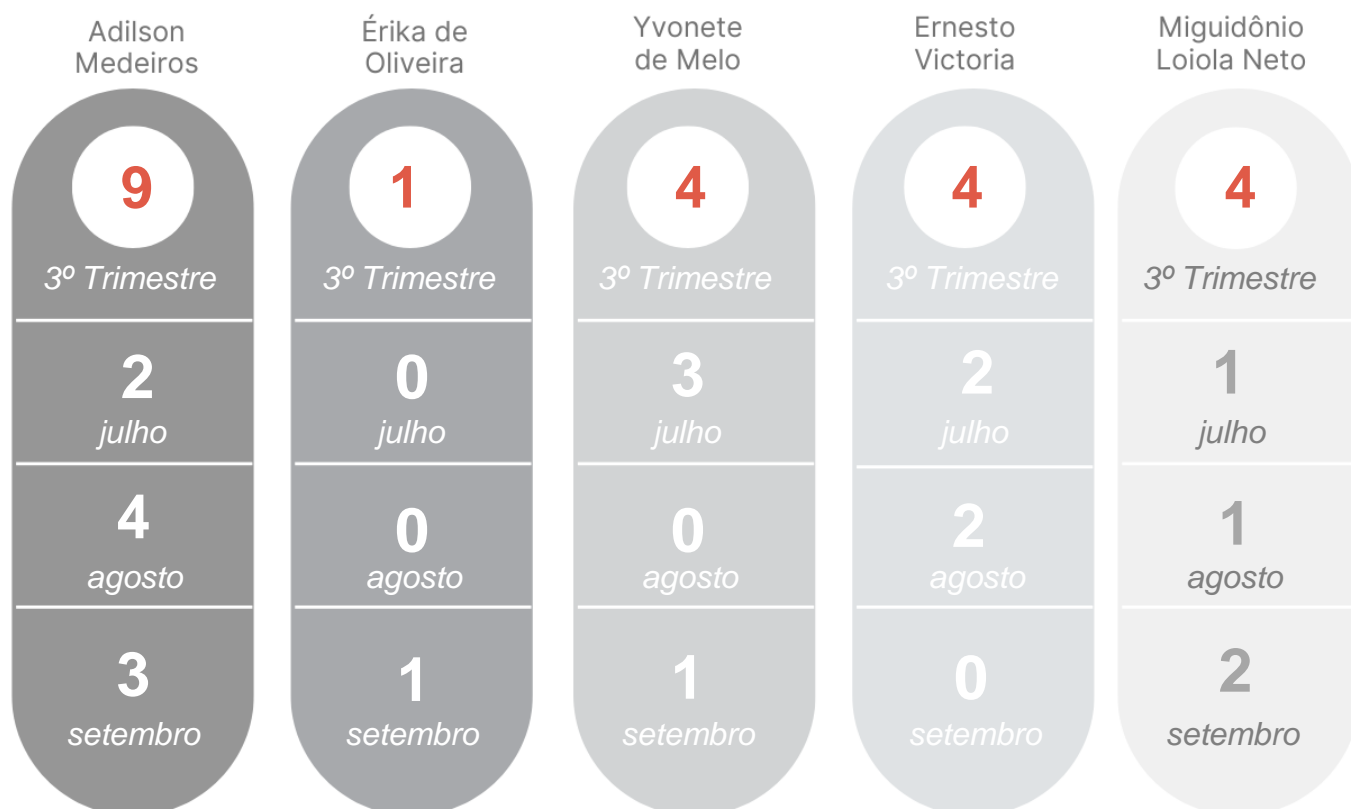 Adilson
Medeiros
9
3º Trimestre
2
julho
4
agosto
3
setembro
Érika de
Oliveira
1
3º Trimestre
0
julho
0
agosto
1
setembro
Yvonete
de Melo
4
3º Trimestre
3
julho
0
agosto
1
setembro
Ernesto
Victoria
4
3º Trimestre
2
julho
2
agosto
0
setembro
Miguidônio
Loiola Neto
4
3º Trimestre
1
julho
1
agosto
2
setembro